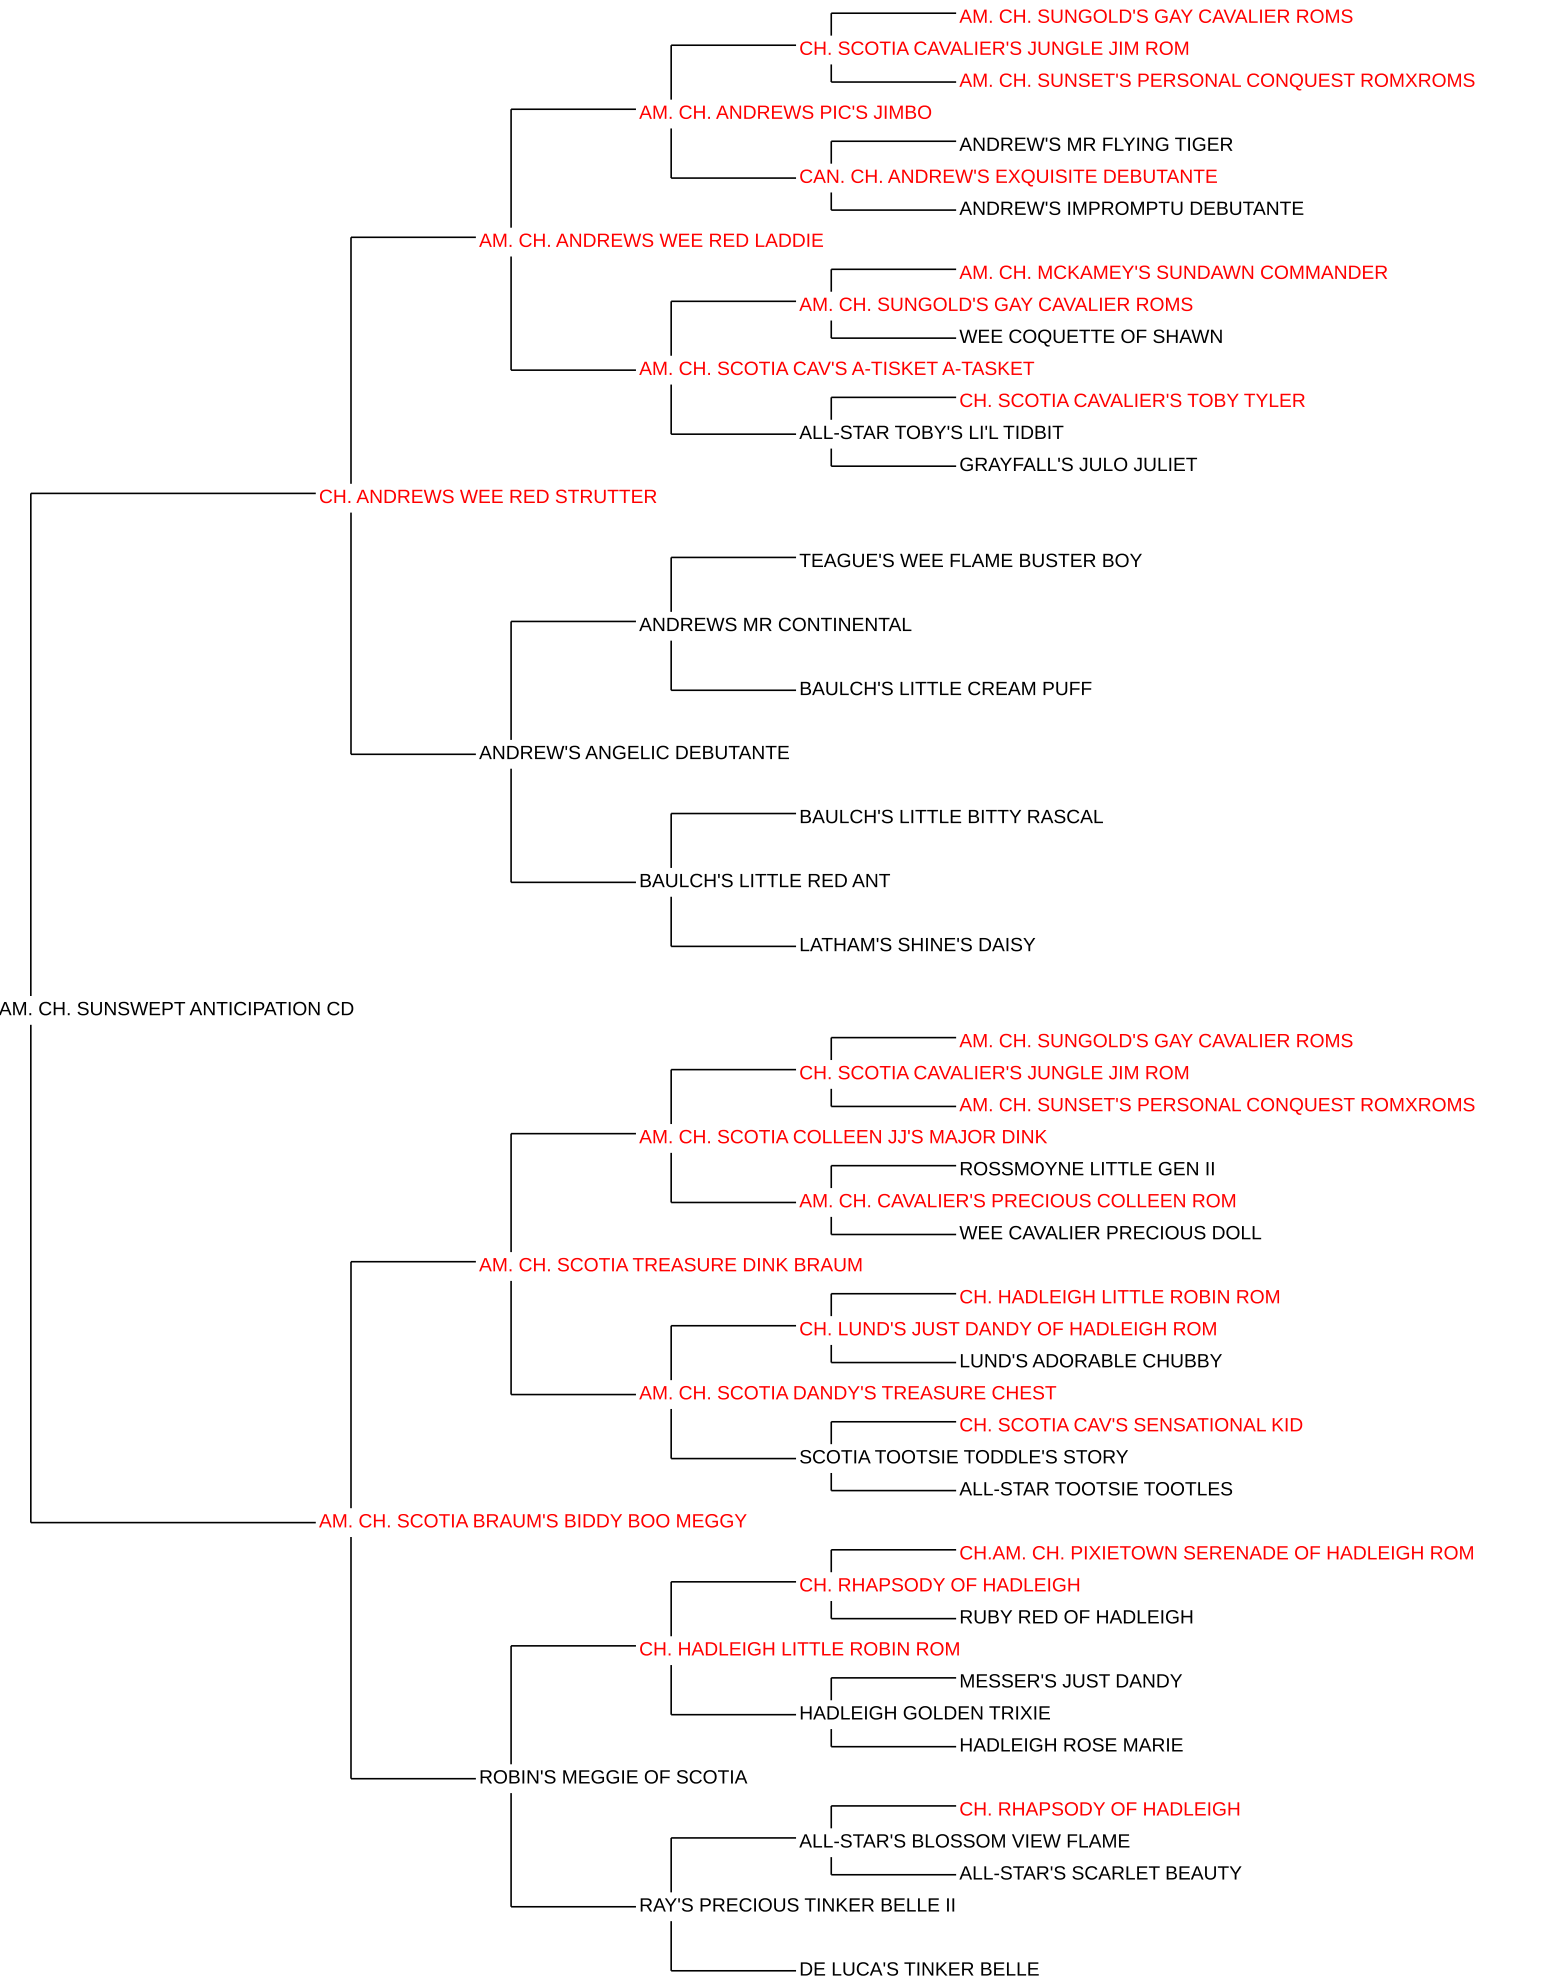 AM. CH. SUNGOLD'S GAY CAVALIER ROMS
CH. SCOTIA CAVALIER'S JUNGLE JIM ROM
AM. CH. SUNSET'S PERSONAL CONQUEST ROMXROMS
AM. CH. ANDREWS PIC'S JIMBO
ANDREW'S MR FLYING TIGER
CAN. CH. ANDREW'S EXQUISITE DEBUTANTE
ANDREW'S IMPROMPTU DEBUTANTE
AM. CH. ANDREWS WEE RED LADDIE
AM. CH. MCKAMEY'S SUNDAWN COMMANDER
AM. CH. SUNGOLD'S GAY CAVALIER ROMS
WEE COQUETTE OF SHAWN
AM. CH. SCOTIA CAV'S A-TISKET A-TASKET
CH. SCOTIA CAVALIER'S TOBY TYLER
ALL-STAR TOBY'S LI'L TIDBIT
GRAYFALL'S JULO JULIET
CH. ANDREWS WEE RED STRUTTER
TEAGUE'S WEE FLAME BUSTER BOY
ANDREWS MR CONTINENTAL
BAULCH'S LITTLE CREAM PUFF
ANDREW'S ANGELIC DEBUTANTE
BAULCH'S LITTLE BITTY RASCAL
BAULCH'S LITTLE RED ANT
LATHAM'S SHINE'S DAISY
AM. CH. SUNSWEPT ANTICIPATION CD
AM. CH. SUNGOLD'S GAY CAVALIER ROMS
CH. SCOTIA CAVALIER'S JUNGLE JIM ROM
AM. CH. SUNSET'S PERSONAL CONQUEST ROMXROMS
AM. CH. SCOTIA COLLEEN JJ'S MAJOR DINK
ROSSMOYNE LITTLE GEN II
AM. CH. CAVALIER'S PRECIOUS COLLEEN ROM
WEE CAVALIER PRECIOUS DOLL
AM. CH. SCOTIA TREASURE DINK BRAUM
CH. HADLEIGH LITTLE ROBIN ROM
CH. LUND'S JUST DANDY OF HADLEIGH ROM
LUND'S ADORABLE CHUBBY
AM. CH. SCOTIA DANDY'S TREASURE CHEST
CH. SCOTIA CAV'S SENSATIONAL KID
SCOTIA TOOTSIE TODDLE'S STORY
ALL-STAR TOOTSIE TOOTLES
AM. CH. SCOTIA BRAUM'S BIDDY BOO MEGGY
CH.AM. CH. PIXIETOWN SERENADE OF HADLEIGH ROM
CH. RHAPSODY OF HADLEIGH
RUBY RED OF HADLEIGH
CH. HADLEIGH LITTLE ROBIN ROM
MESSER'S JUST DANDY
HADLEIGH GOLDEN TRIXIE
HADLEIGH ROSE MARIE
ROBIN'S MEGGIE OF SCOTIA
CH. RHAPSODY OF HADLEIGH
ALL-STAR'S BLOSSOM VIEW FLAME
ALL-STAR'S SCARLET BEAUTY
RAY'S PRECIOUS TINKER BELLE II
DE LUCA'S TINKER BELLE